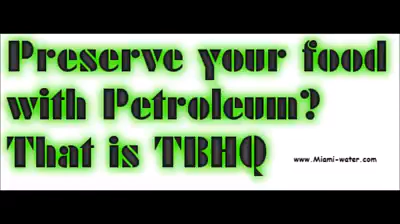 Preserve your food
with Petroleum?
That is TBHQ
www.Miami-water.com